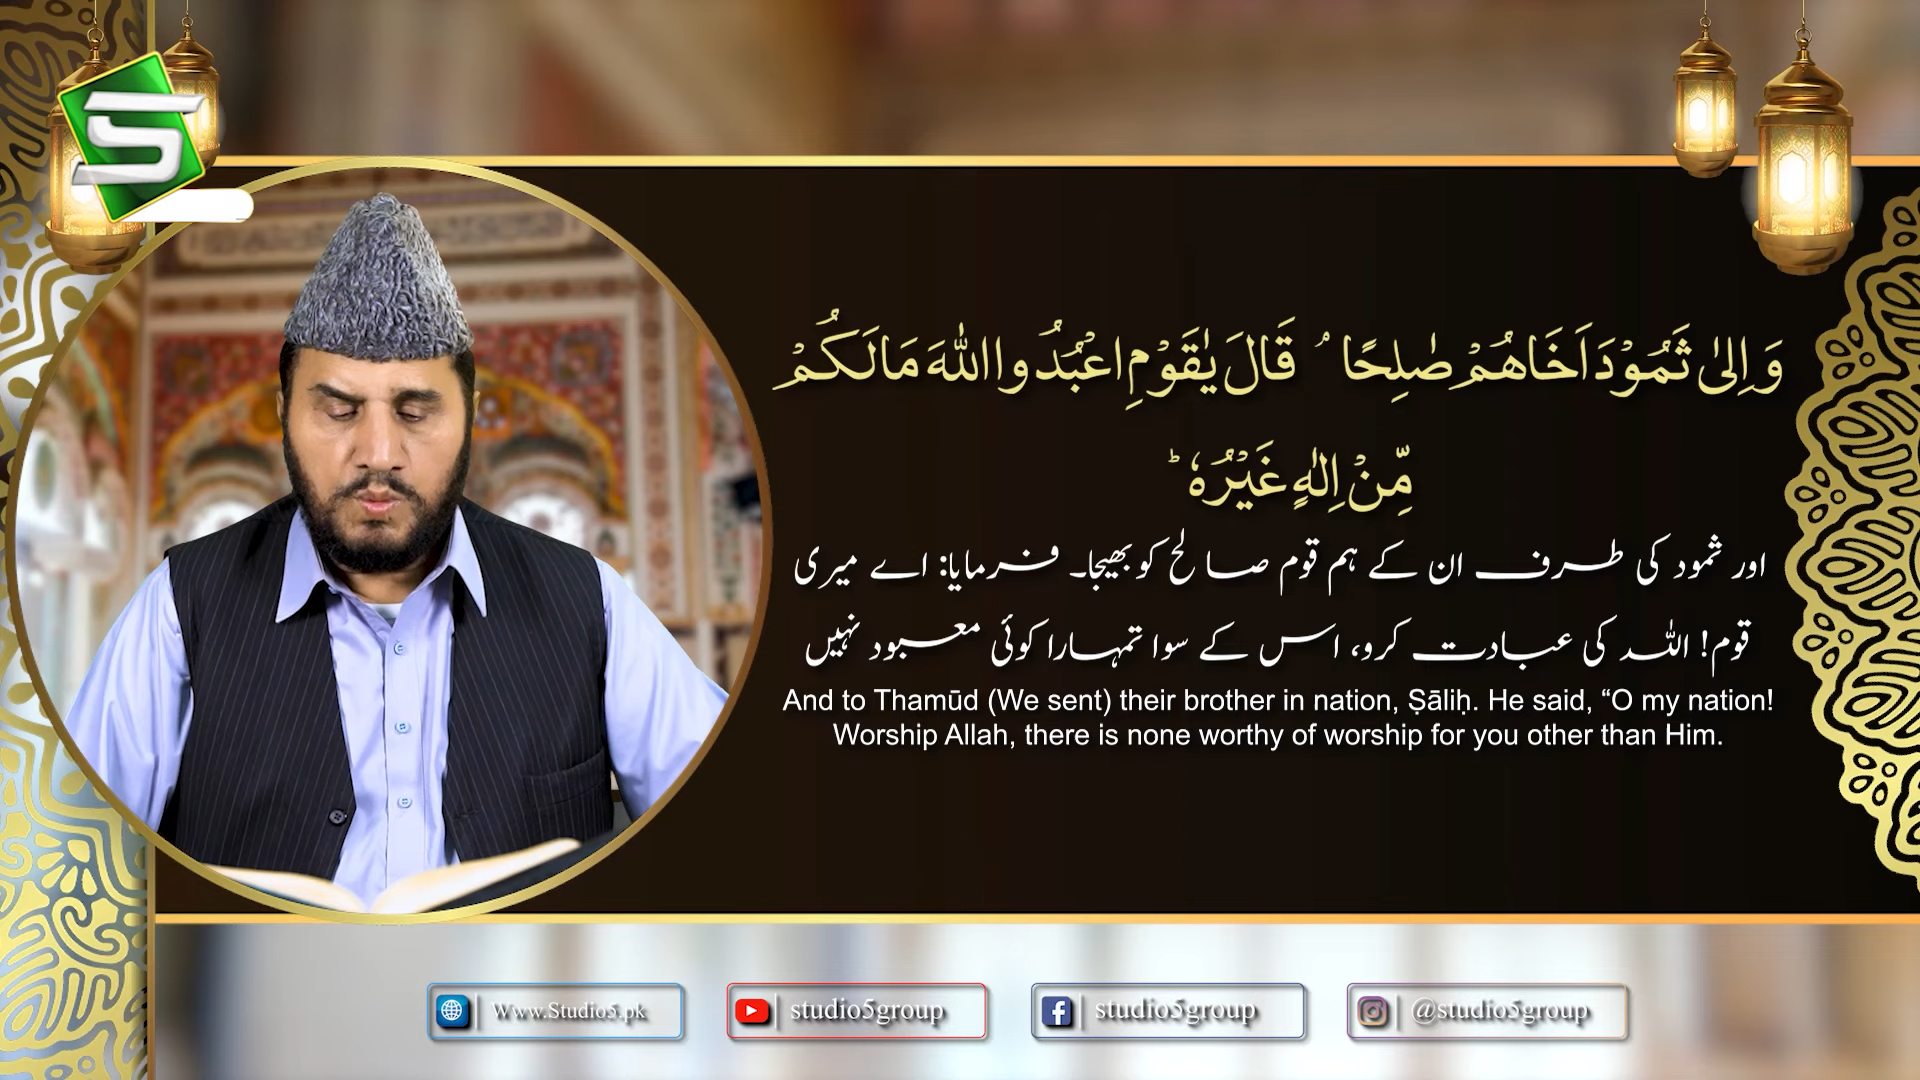 5
وَ اِلٰی ثَمُوْدَ اَخَاهُمْ صٰلِحًا ۘ قَالَ یٰقَوْمِ اعْبُدُوا اللّٰهَ مَا لَكُمْ
مِّنْ اِلٰهٍ غَیْرُهٗ ؕ
اور ثمود کی طرف ان کے ہم قوم صالح کو بھیجا۔ فرمایا: اے میری
قوم! اللہ کی عبادت کرو، اس کے سوا تمہارا کوئی معبود نہیں
And to Thamūd (We sent) their brother in nation, Ṣāliḥ. He said, “O my nation!
Worship Allah, there is none worthy of worship for you other than Him.
Www.Studio5.pk
studio5group
studio5group
@studio5group